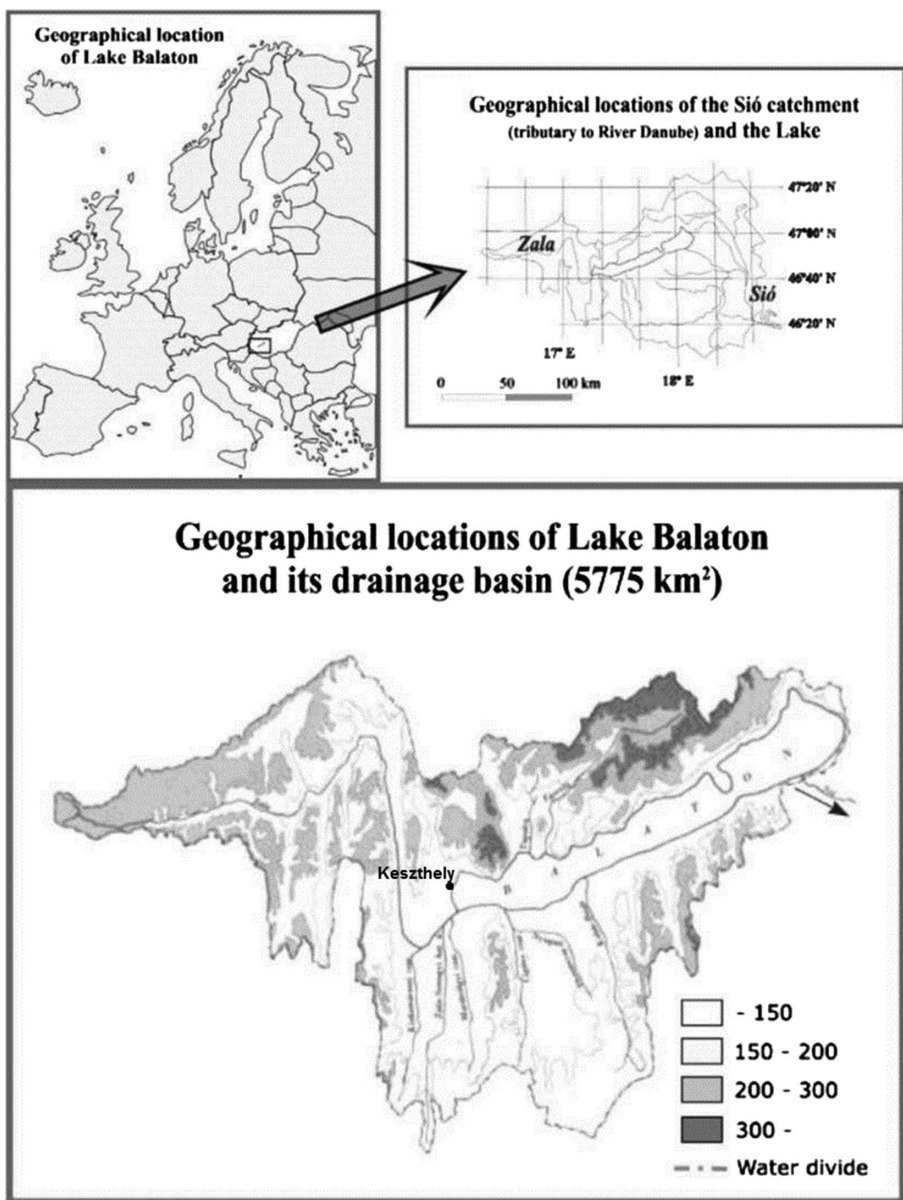 Geographical location
of Lake Balaton
Geographical locations of the Sió catchment
(tributary to River Danube) and the Lake
47°20' N
47°00' N
Zala
46°40' N
Sió
46°20' N
17° E
18° E
0 50 100 km
Geographical locations of Lake Balaton
and its drainage basin (5775 km²)
Keszthely
B A L A T O N
- 150
150 - 200
200 - 300
300 -
Water divide